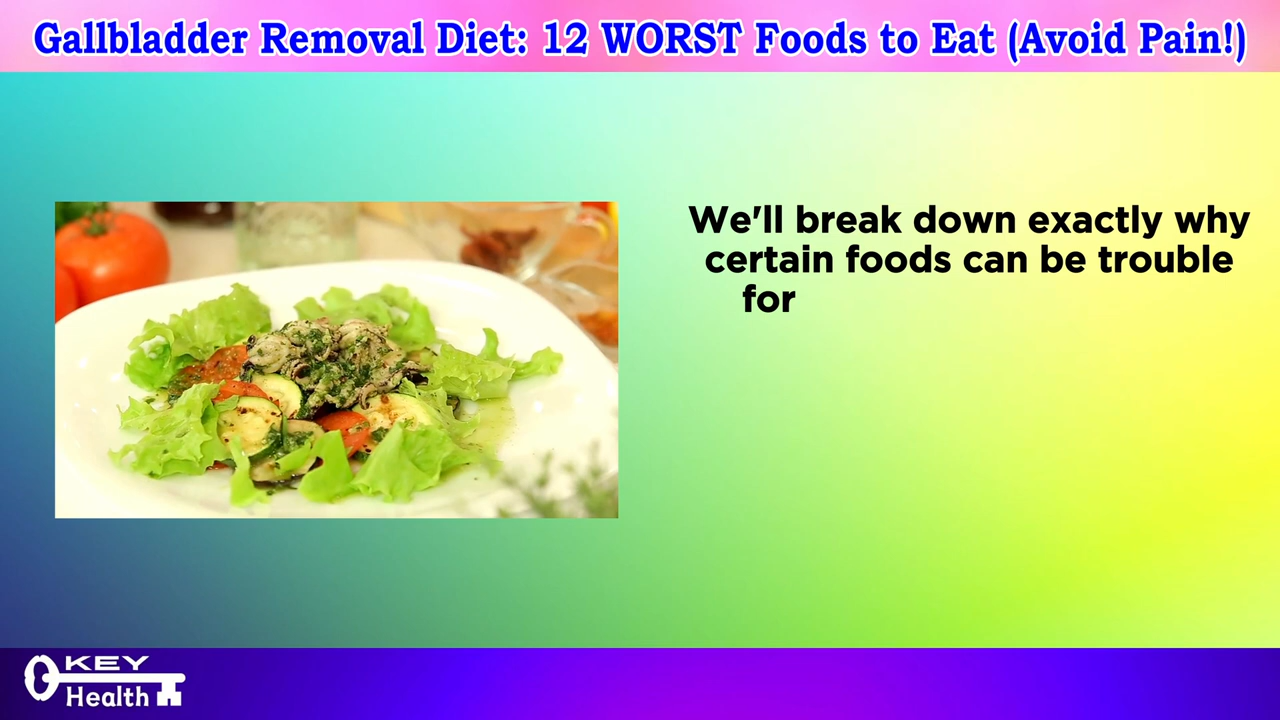 Gallbladder Removal Diet: 12 WORST Foods to Eat (Avoid Pain!)
We'll break down exactly why
certain foods can be trouble
for
KEY
Health